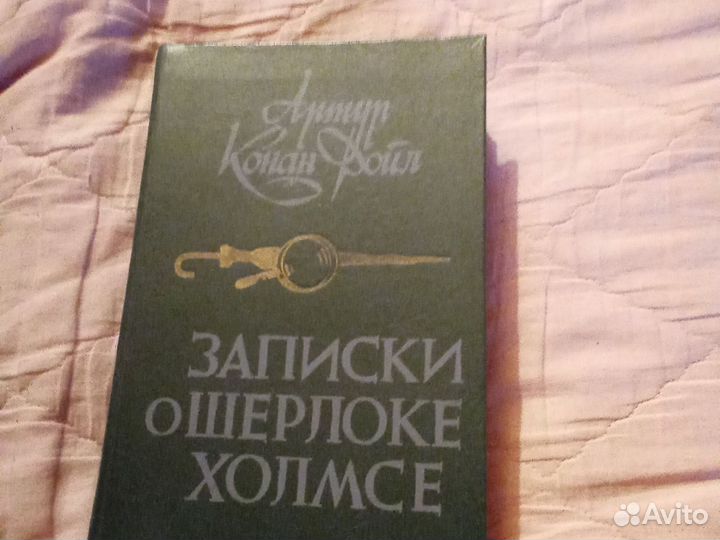 Артур
Конан Дойл
ЗАПИСКИ
О ШЕРЛОКЕ
ХОЛМСЕ
Avito